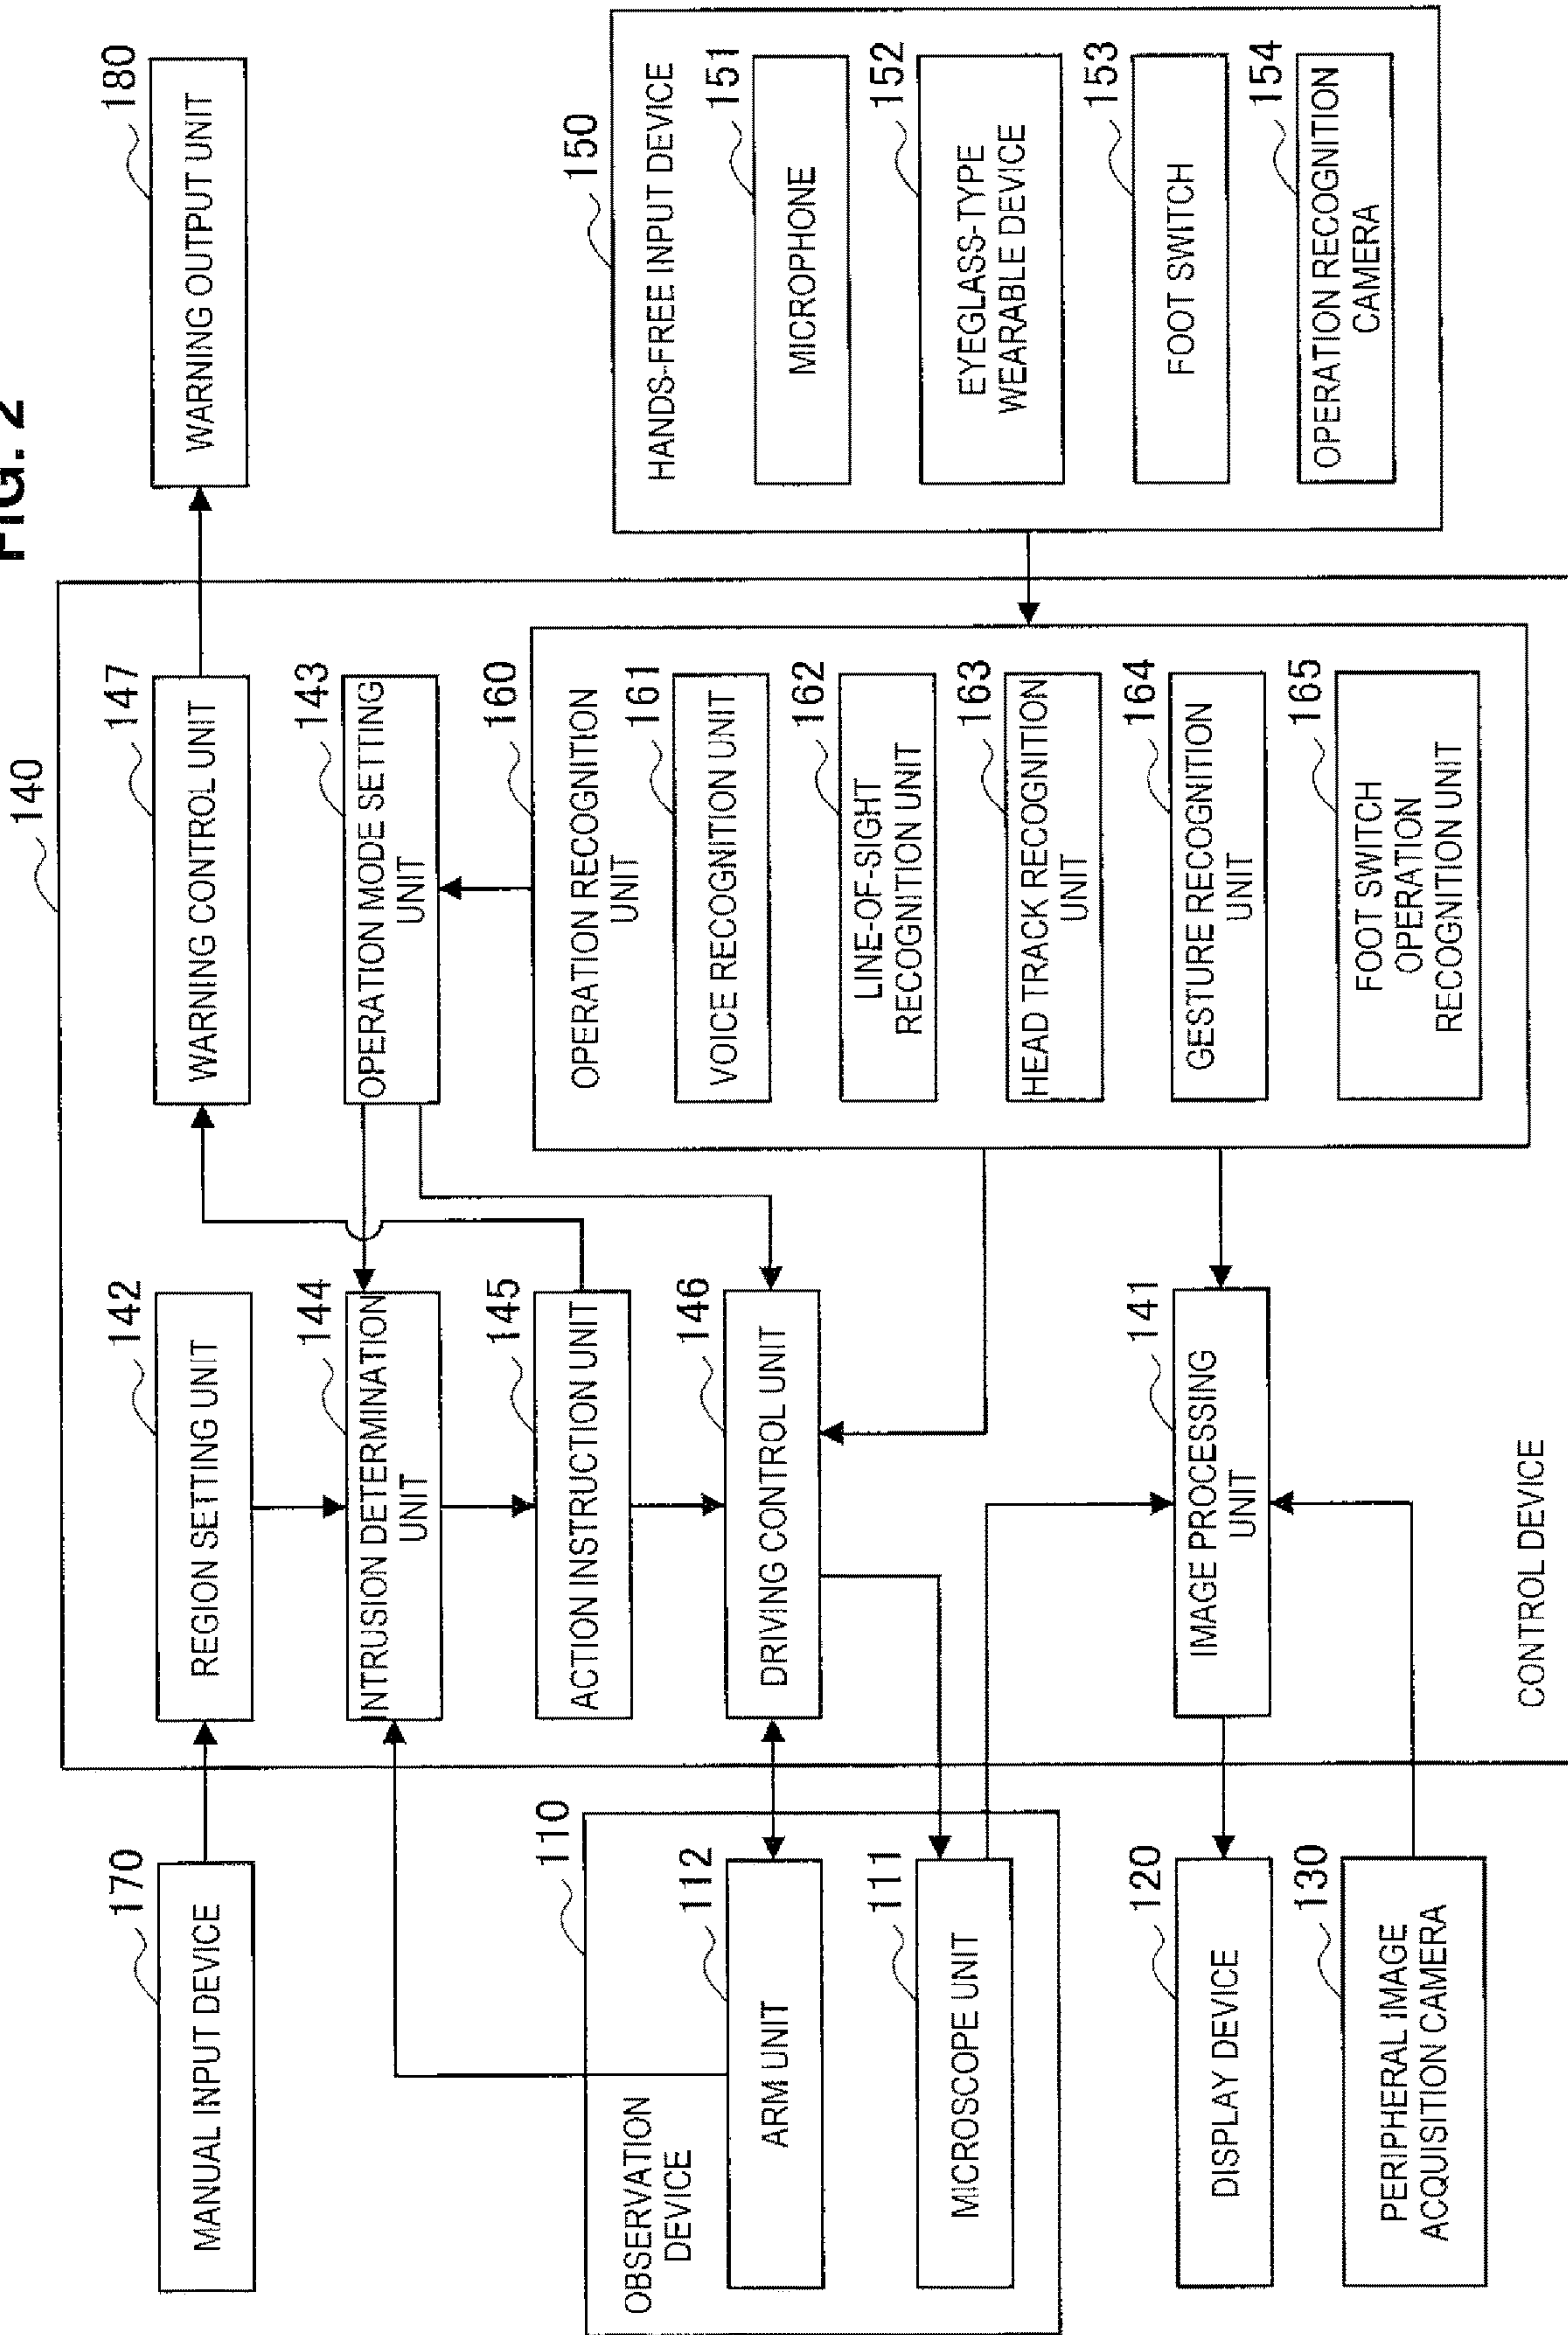 FIG. 2
140
170
MANUAL INPUT DEVICE
142
REGION SETTING UNIT
147
WARNING CONTROL UNIT
180
WARNING OUTPUT UNIT
144
INTRUSION DETERMINATION
UNIT
143
OPERATION MODE SETTING
UNIT
145
ACTION INSTRUCTION UNIT
146
DRIVING CONTROL UNIT
110
OBSERVATION
DEVICE
112
ARM UNIT
111
MICROSCOPE UNIT
160
OPERATION RECOGNITION
UNIT
161
VOICE RECOGNITION UNIT
162
LINE-OF-SIGHT
RECOGNITION UNIT
163
HEAD TRACK RECOGNITION
UNIT
164
GESTURE RECOGNITION
UNIT
165
FOOT SWITCH
OPERATION
RECOGNITION UNIT
150
HANDS-FREE INPUT DEVICE
151
MICROPHONE
152
EYEGLASS-TYPE
WEARABLE DEVICE
153
FOOT SWITCH
154
OPERATION RECOGNITION
CAMERA
120
DISPLAY DEVICE
141
IMAGE PROCESSING
UNIT
130
PERIPHERAL IMAGE
ACQUISITION CAMERA
CONTROL DEVICE